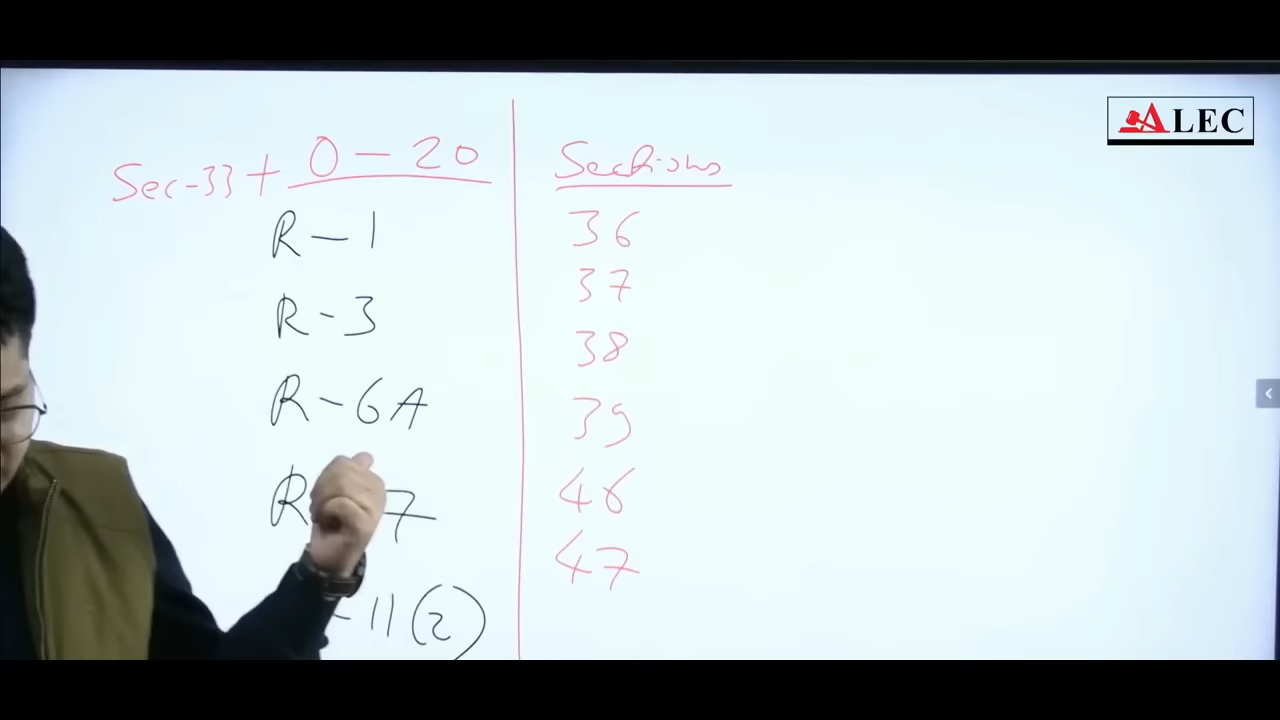 ALEC
Sec-33 + O - 20
R - 1
R - 3
R - 6A
R 7
- 11 (2)
Sections
36
37
38
39
46
47